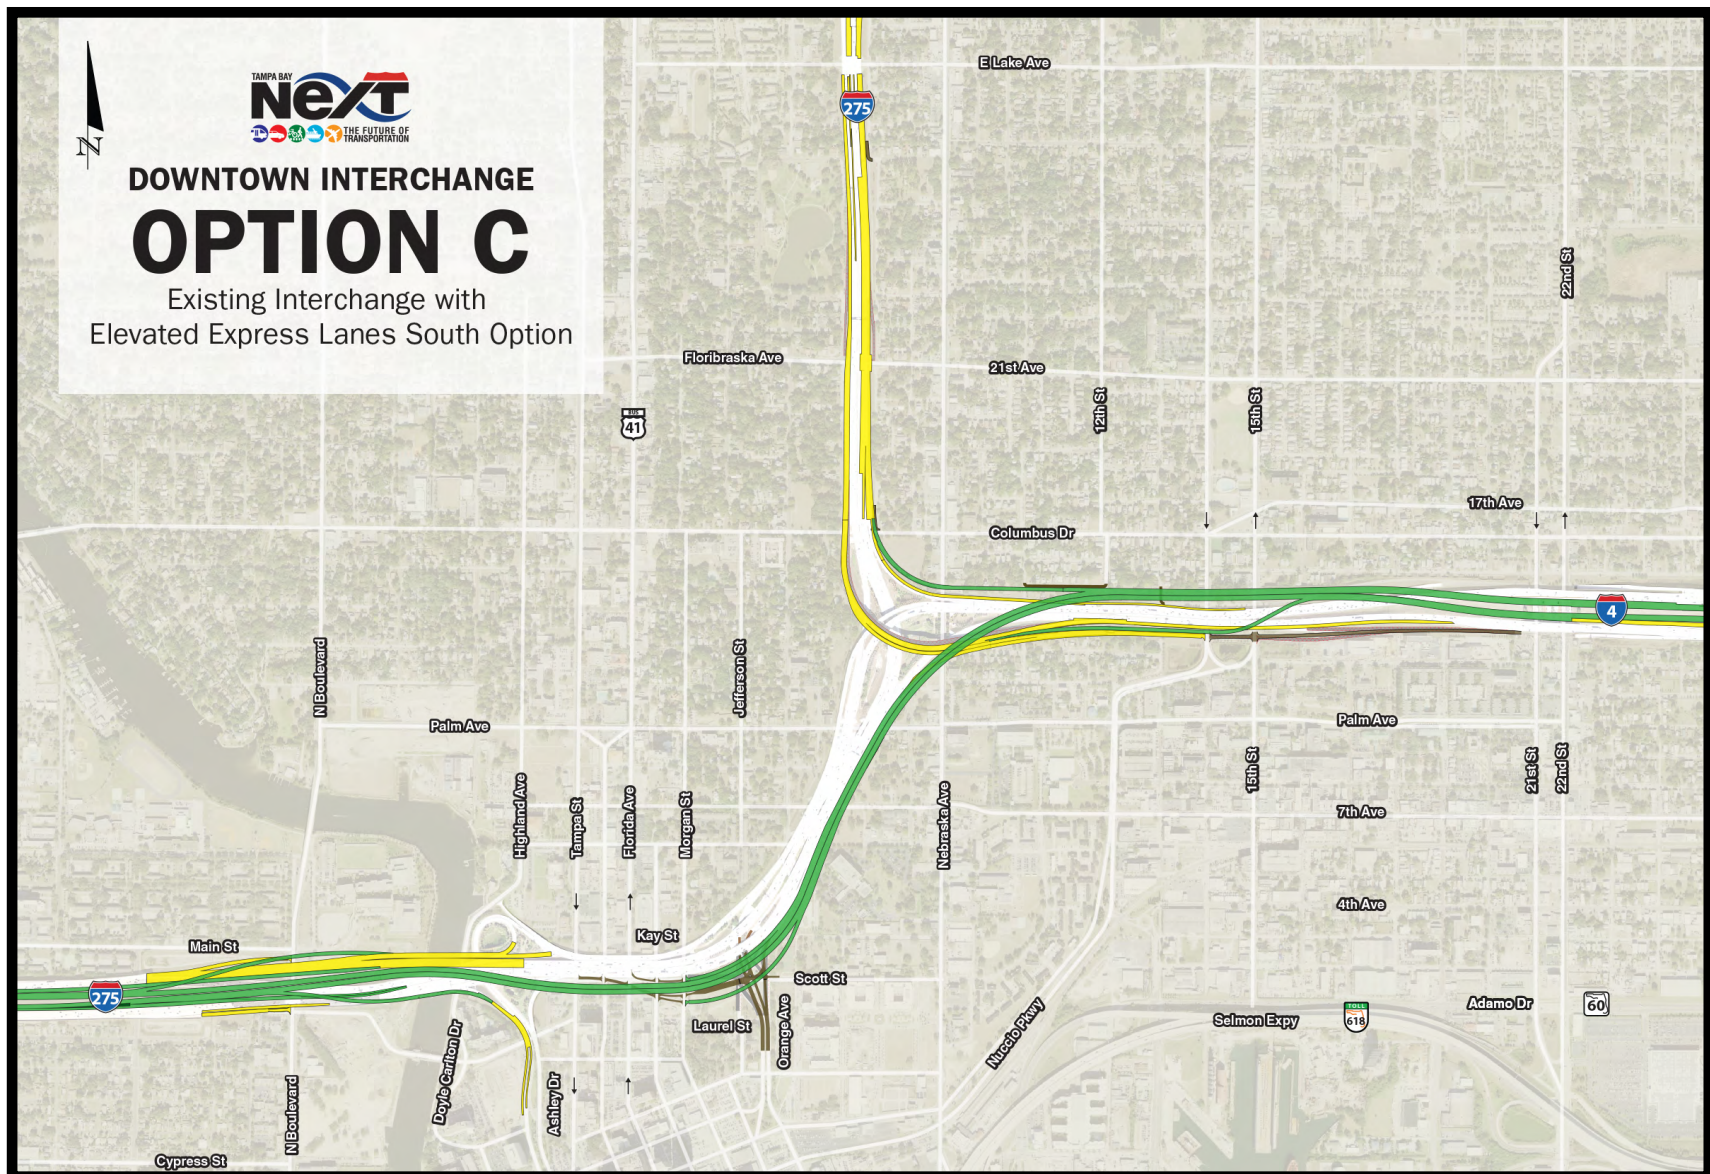 TAMPA BAY
NeXT
THE FUTURE OF
TRANSPORTATION
N
DOWNTOWN INTERCHANGE
OPTION C
Existing Interchange with
Elevated Express Lanes South Option
E Lake Ave
275
22nd St
Floribraska Ave
21st Ave
12th St
15th St
BUS
41
17th Ave
Columbus Dr
4
N Boulevard
Jefferson St
Palm Ave
Palm Ave
15th St
21st St
22nd St
Highland Ave
Tampa St
Florida Ave
Morgan St
Nebraska Ave
7th Ave
4th Ave
Main St
Kay St
Scott St
275
Laurel St
Orange Ave
Nuccio Pkwy
Selmon Expy
TOLL
618
Adamo Dr
60
Doyle Carlton Dr
Ashley Dr
N Boulevard
Cypress St